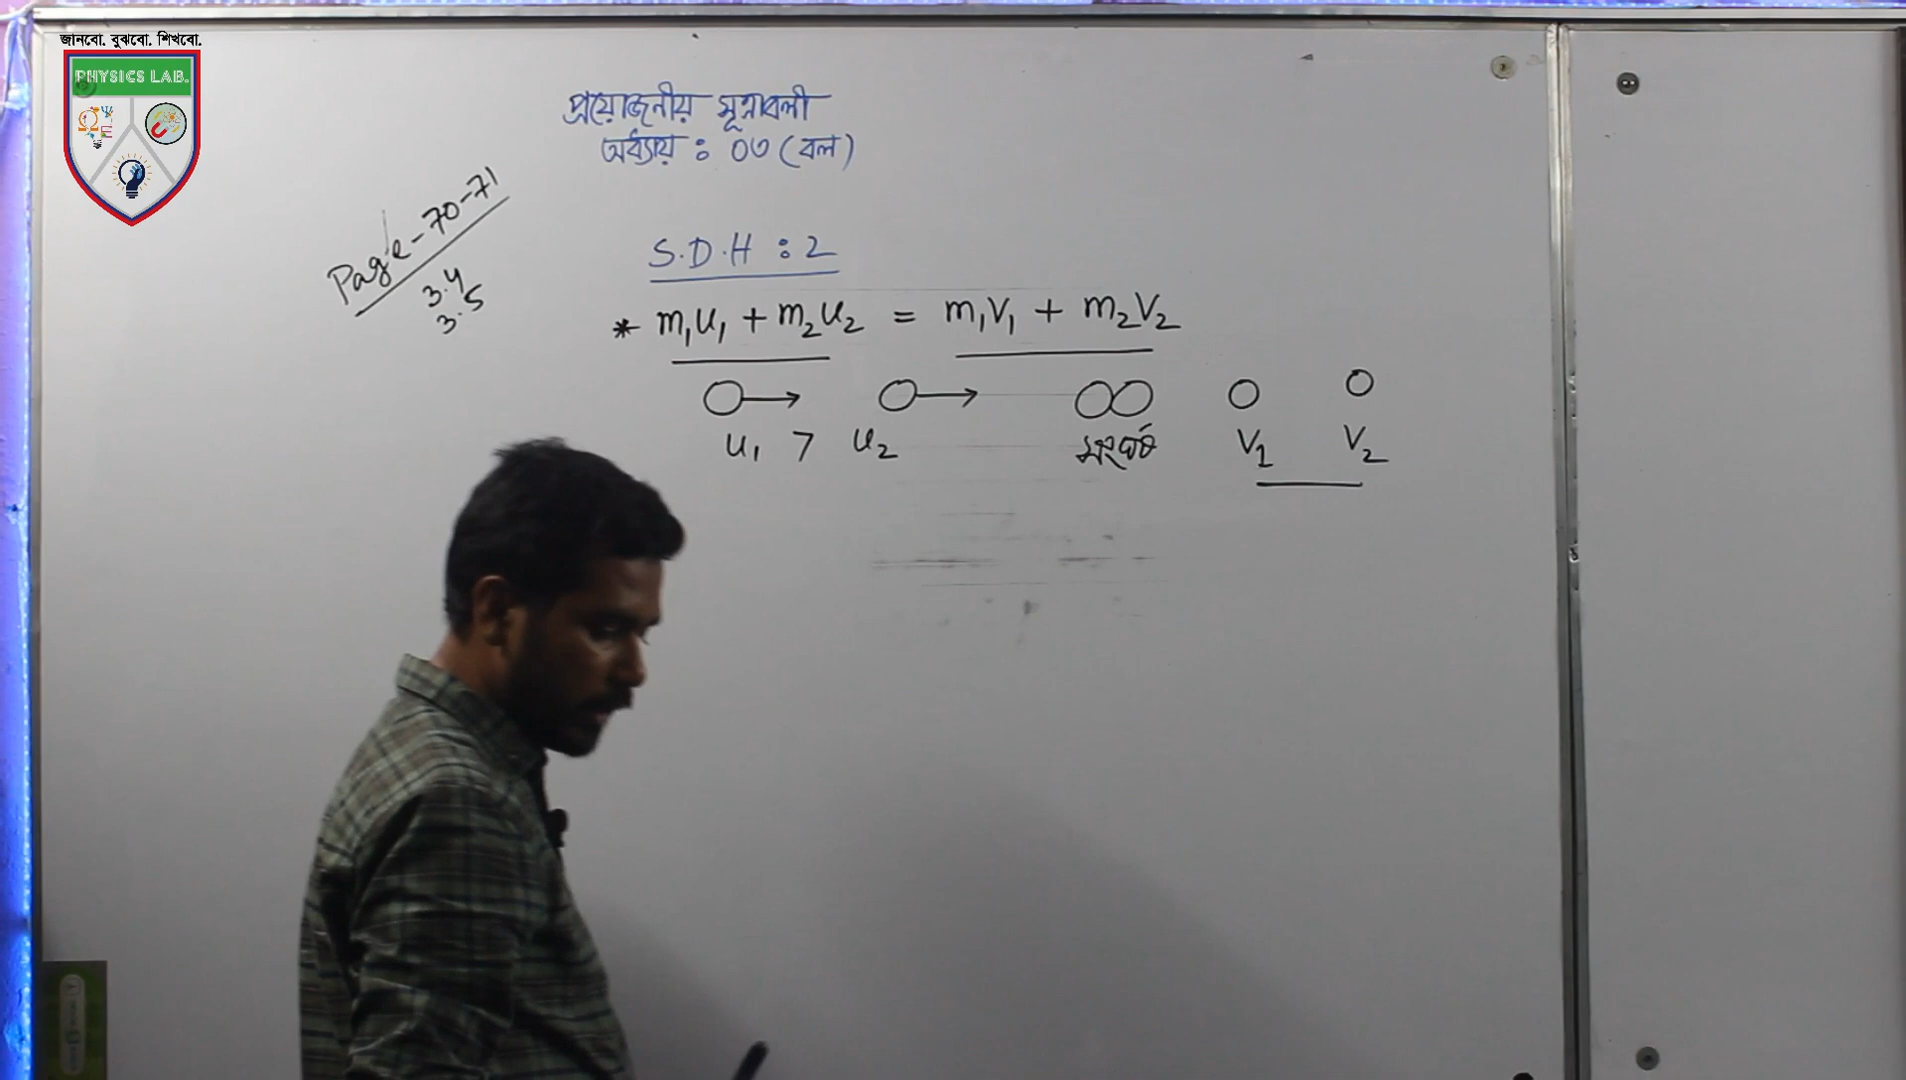 জানবো. বুঝবো. শিখবো.
PHYSICS LAB.
প্রয়োজনীয় সূত্রাবলী
অধ্যায় : ০৩ (বল)
Page - 70-71
3.4
3.5
S.D.H : 2
* m₁u₁ + m₂u₂ = m₁v₁ + m₂v₂
u₁ > u₂ সংঘর্ষ v₁ v₂